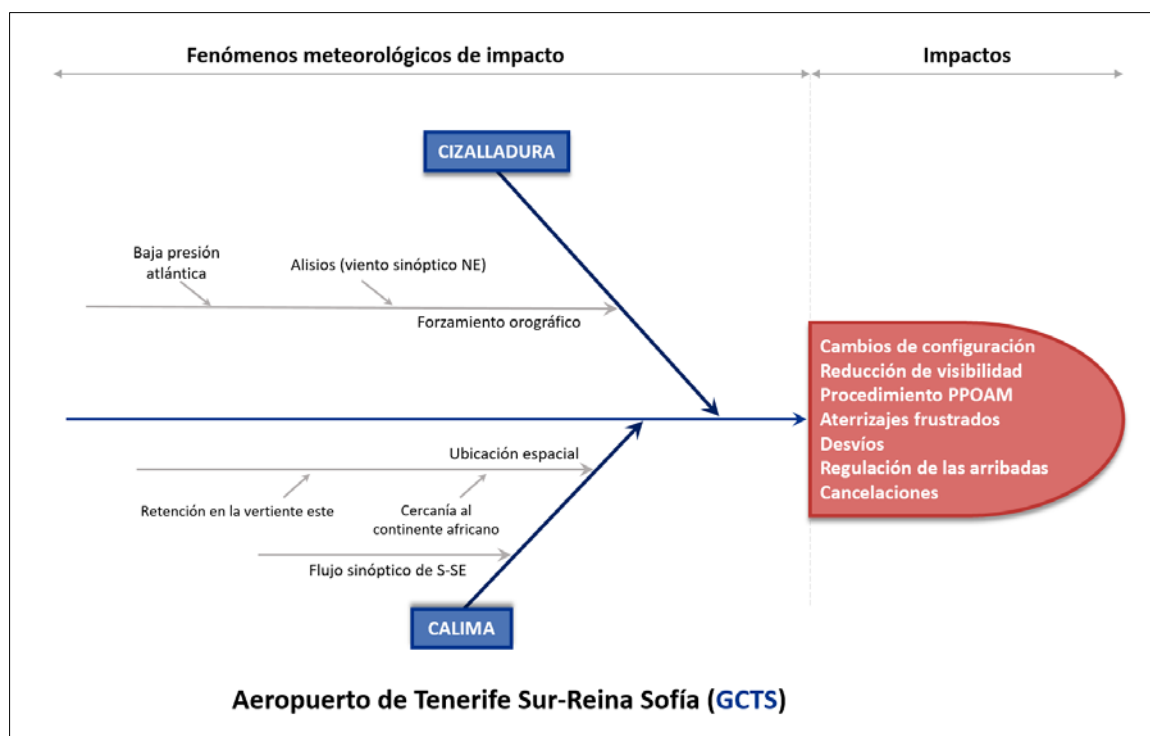 Fenómenos meteorológicos de impacto
Impactos
CIZALLADURA
Baja presión
atlántica
Alisios (viento sinóptico NE)
Forzamiento orográfico
Cambios de configuración
Reducción de visibilidad
Procedimiento PPOAM
Aterrizajes frustrados
Desvíos
Regulación de las arribadas
Cancelaciones
Ubicación espacial
Retención en la vertiente este
Cercanía al
continente africano
Flujo sinóptico de S-SE
CALIMA
Aeropuerto de Tenerife Sur-Reina Sofía (GCTS)